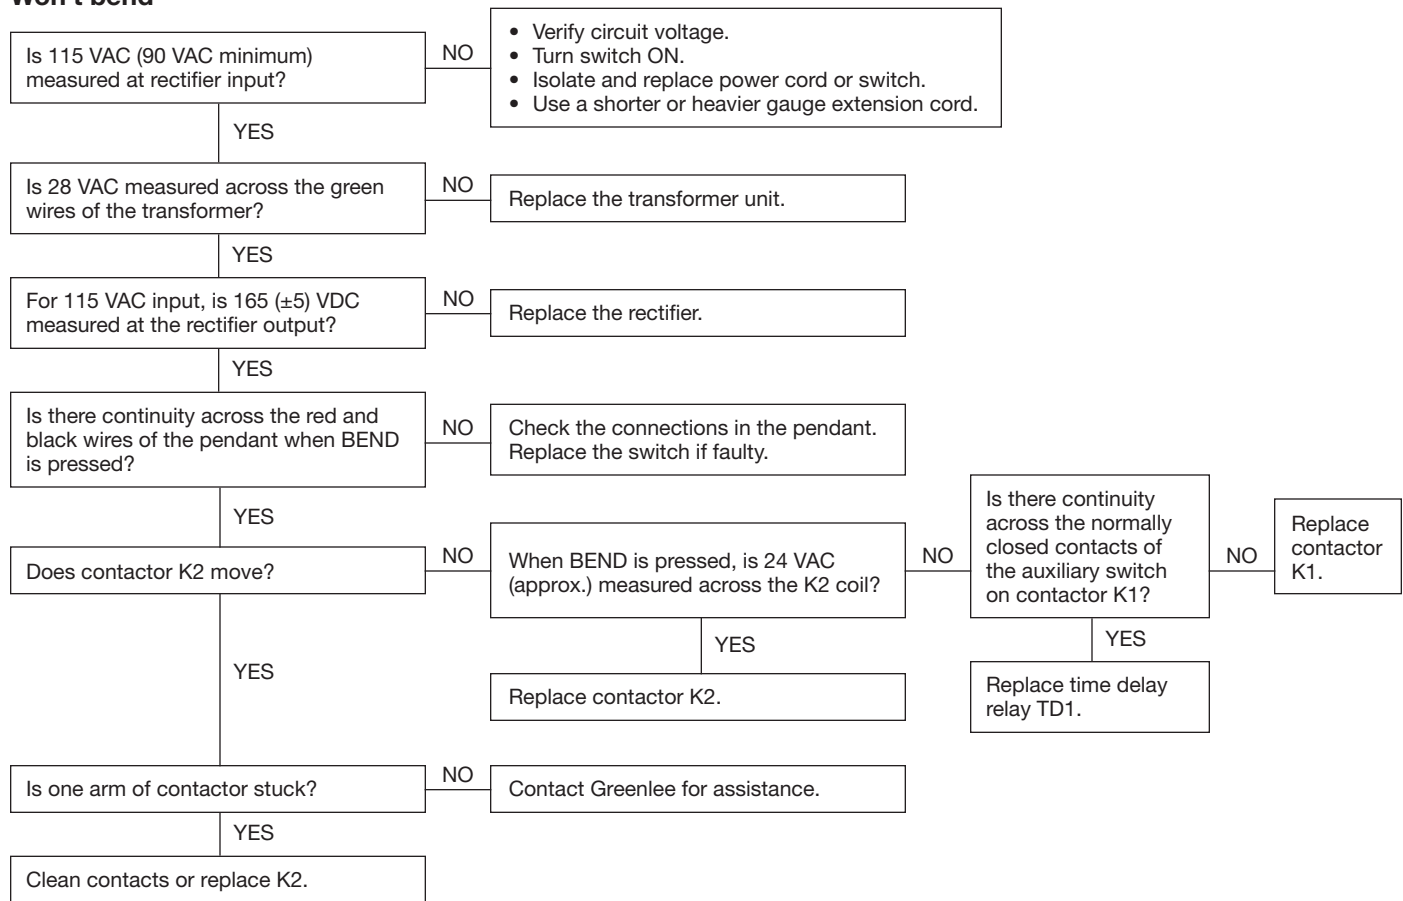 Won't bend
Is 115 VAC (90 VAC minimum)
measured at rectifier input?
NO
• Verify circuit voltage.
• Turn switch ON.
• Isolate and replace power cord or switch.
• Use a shorter or heavier gauge extension cord.
YES
Is 28 VAC measured across the green
wires of the transformer?
NO
Replace the transformer unit.
YES
For 115 VAC input, is 165 (±5) VDC
measured at the rectifier output?
NO
Replace the rectifier.
YES
Is there continuity across the red and
black wires of the pendant when BEND
is pressed?
NO
Check the connections in the pendant.
Replace the switch if faulty.
YES
Does contactor K2 move?
NO
When BEND is pressed, is 24 VAC
(approx.) measured across the K2 coil?
NO
Is there continuity
across the normally
closed contacts of
the auxiliary switch
on contactor K1?
NO
Replace
contactor
K1.
YES
Replace contactor K2.
YES
Replace time delay
relay TD1.
YES
Is one arm of contactor stuck?
NO
Contact Greenlee for assistance.
YES
Clean contacts or replace K2.